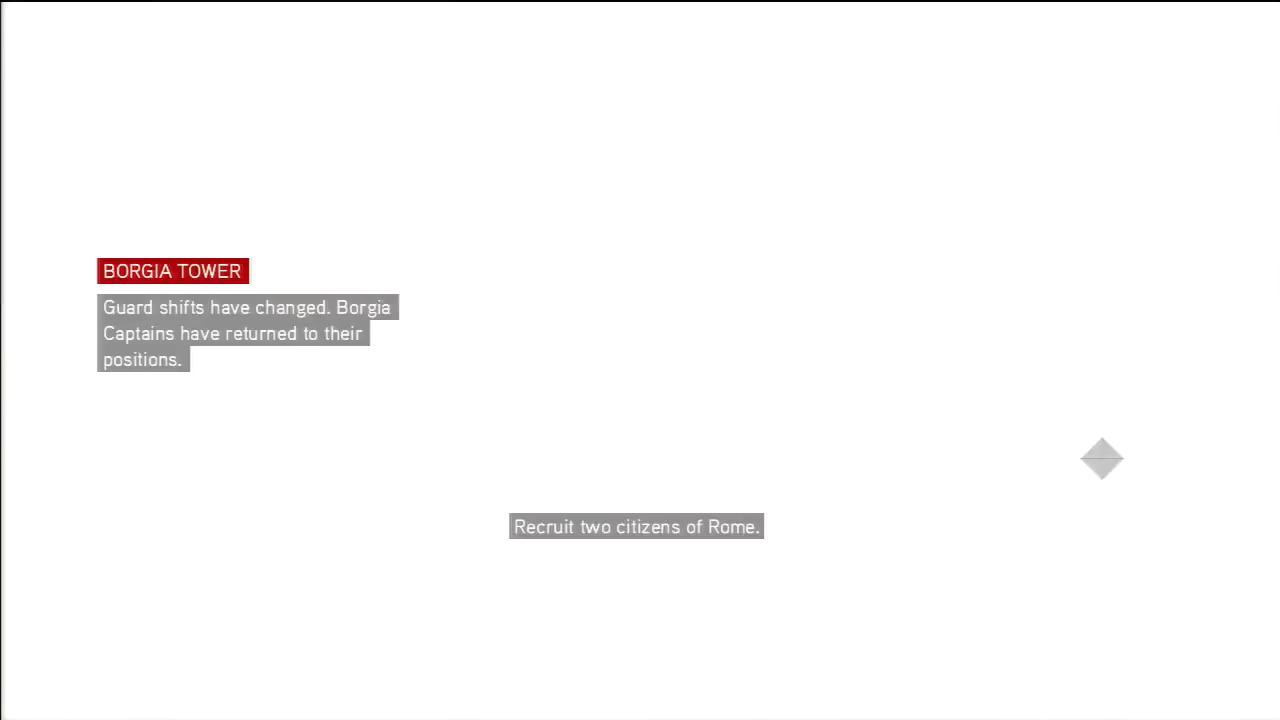 BORGIA TOWER
Guard shifts have changed. Borgia
Captains have returned to their
positions.
Recruit two citizens of Rome.